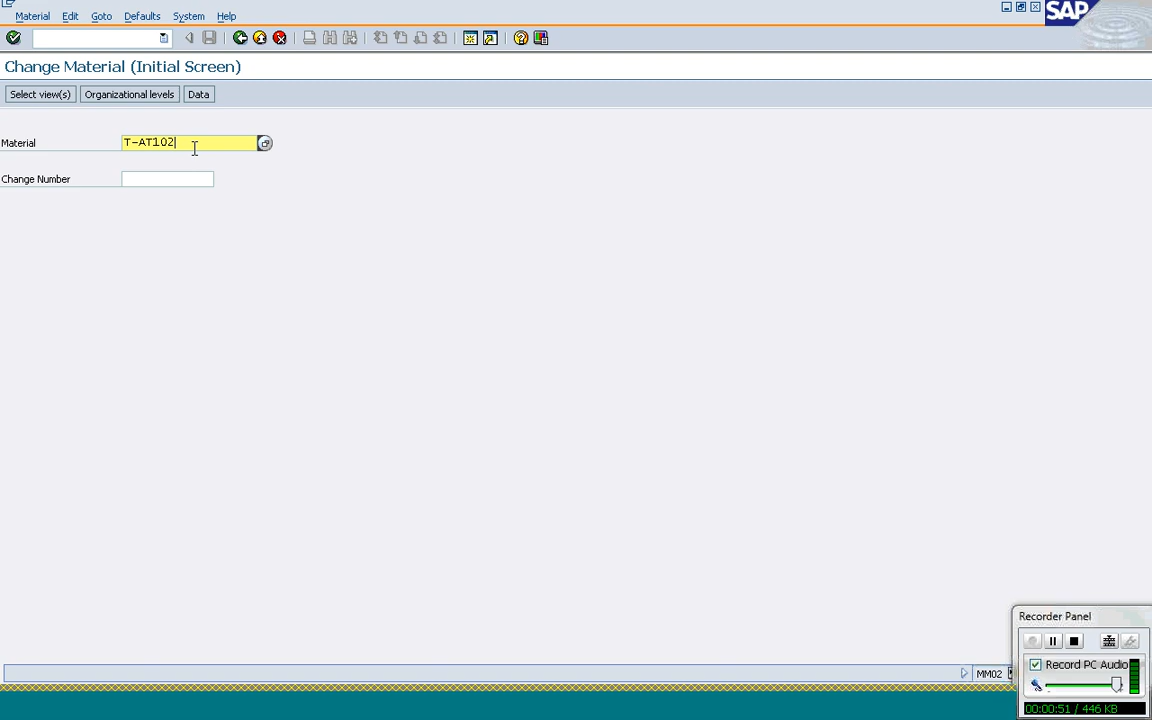 Material Edit Goto Defaults System Help
SAP
Change Material (Initial Screen)
Select view(s) Organizational levels Data
Material T-AT102
Change Number
Recorder Panel
Record PC Audio
MM02
00:00:51 / 446 KB